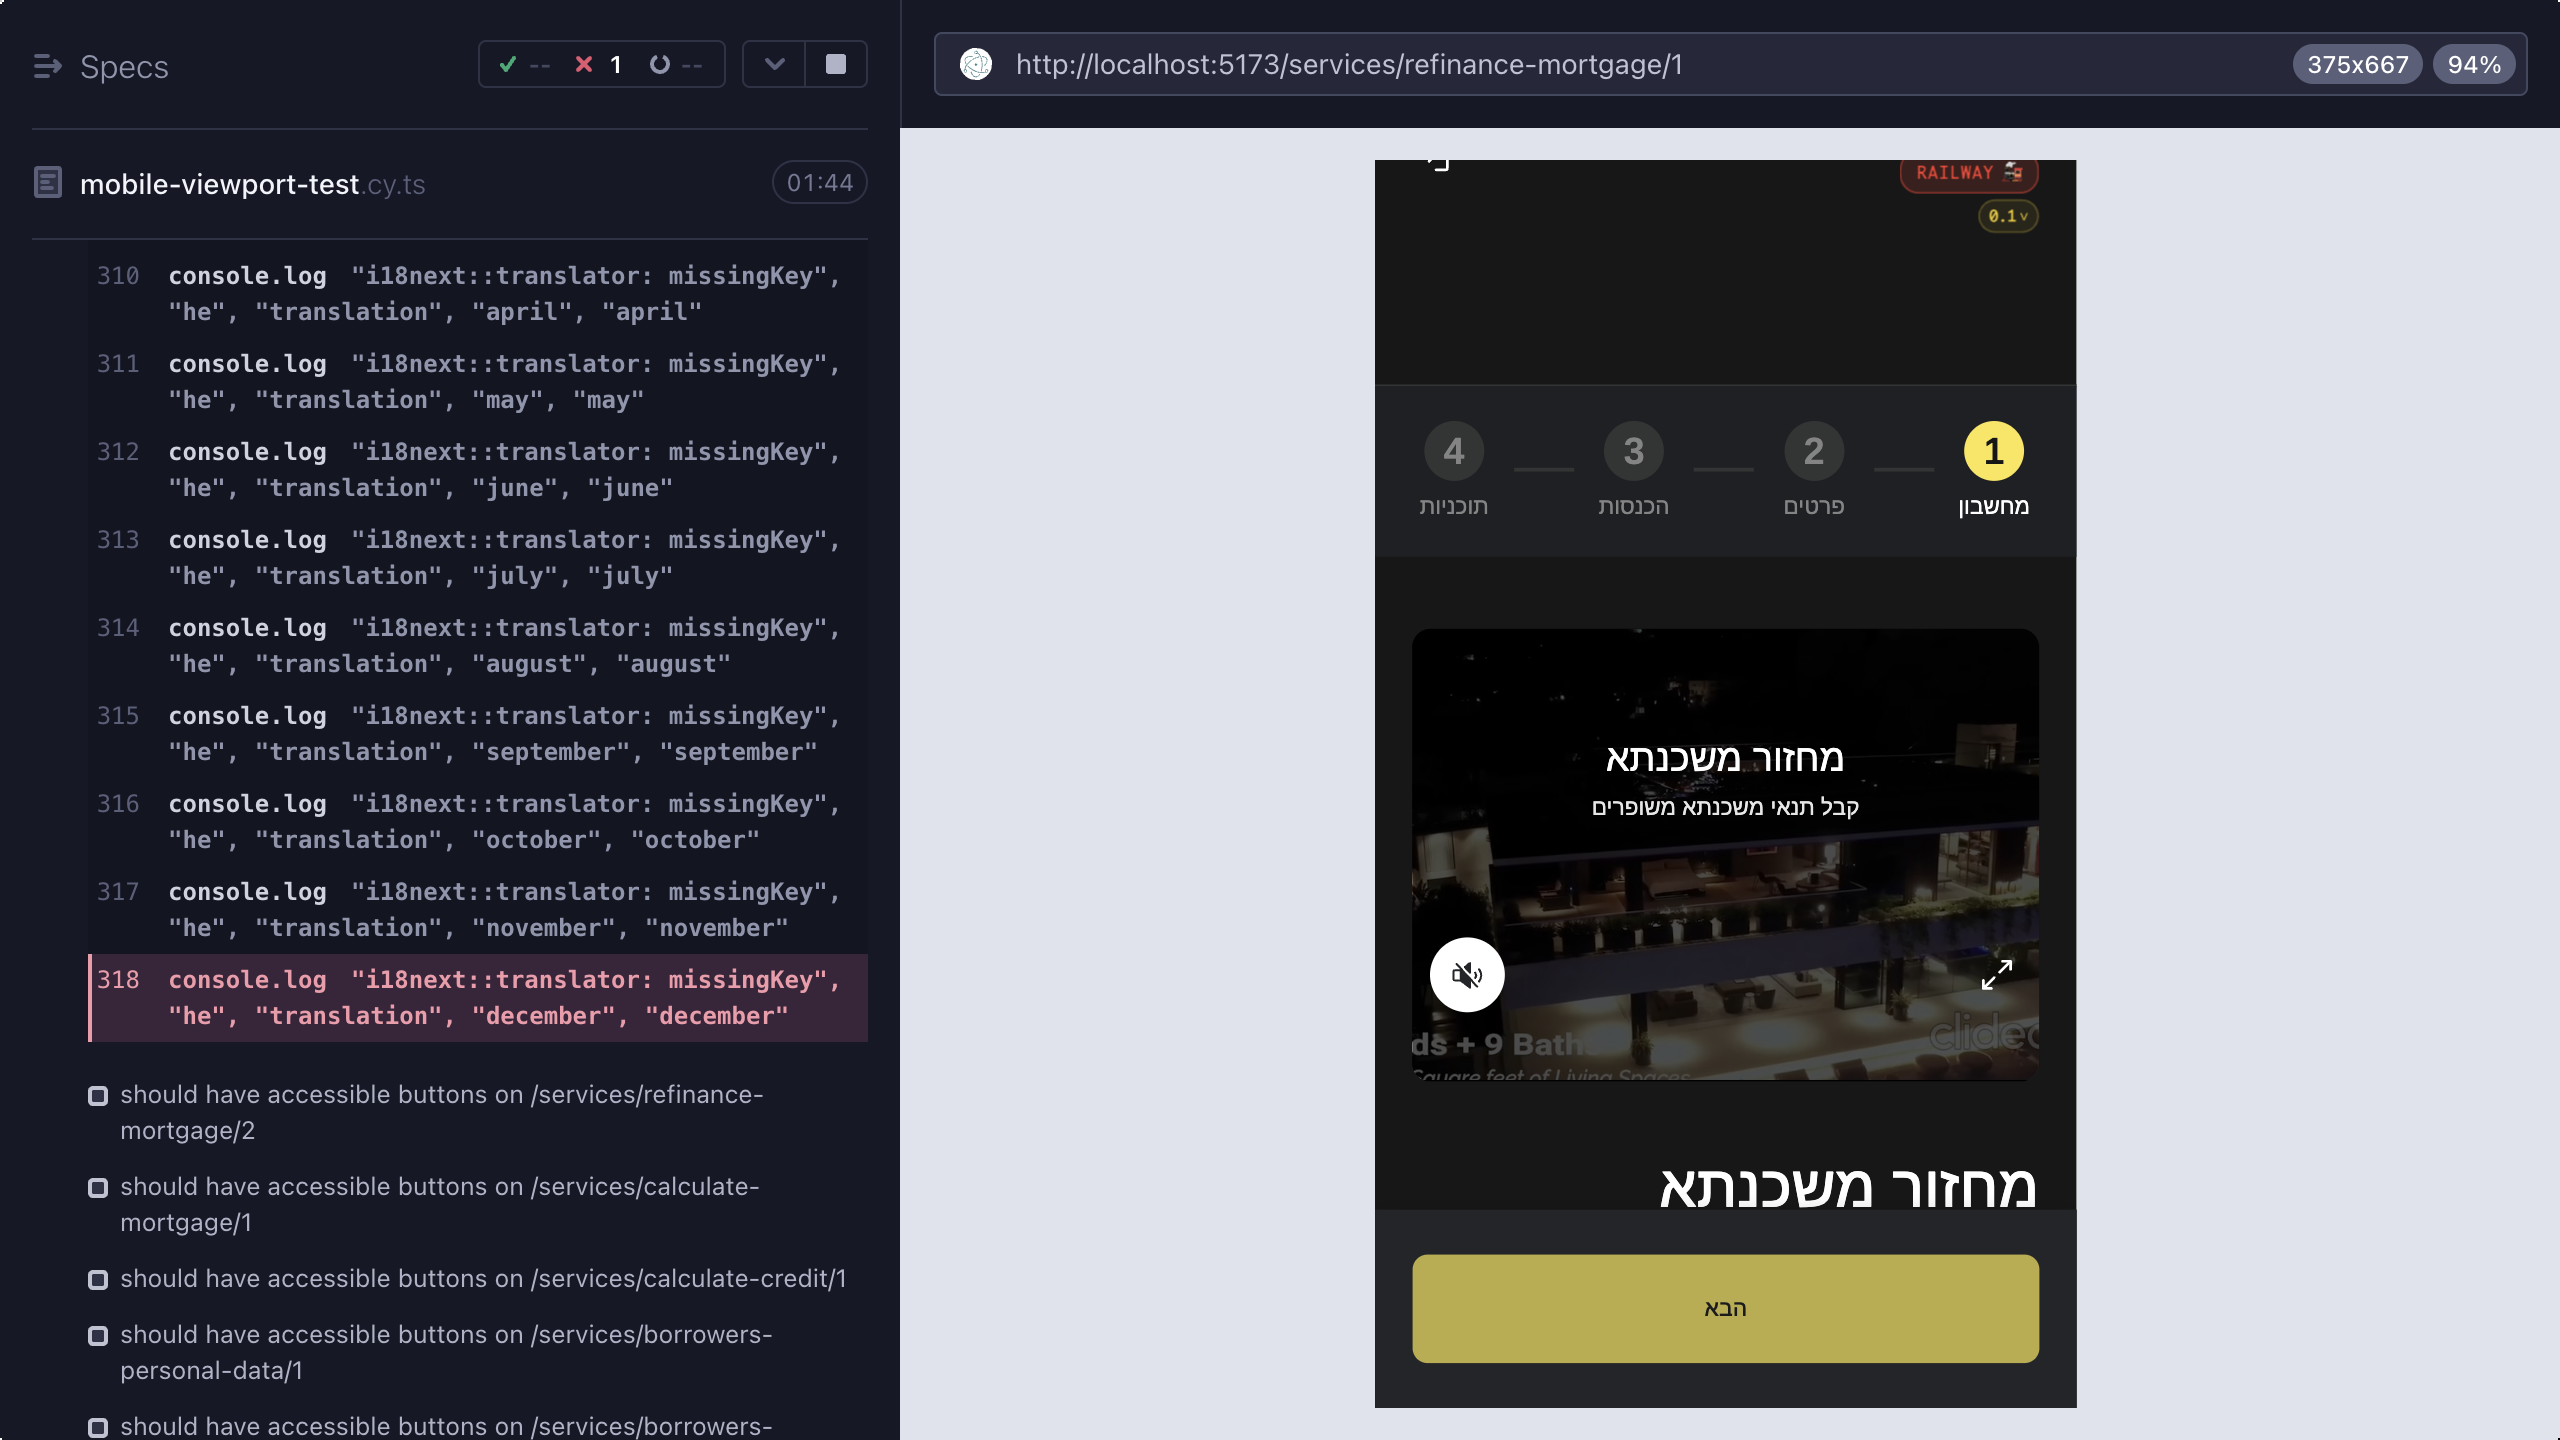 Specs
-- 1 --
mobile-viewport-test.cy.ts
01:44
310 console.log "i18next::translator: missingKey",
"he", "translation", "april", "april"
311 console.log "i18next::translator: missingKey",
"he", "translation", "may", "may"
312 console.log "i18next::translator: missingKey",
"he", "translation", "june", "june"
313 console.log "i18next::translator: missingKey",
"he", "translation", "july", "july"
314 console.log "i18next::translator: missingKey",
"he", "translation", "august", "august"
315 console.log "i18next::translator: missingKey",
"he", "translation", "september", "september"
316 console.log "i18next::translator: missingKey",
"he", "translation", "october", "october"
317 console.log "i18next::translator: missingKey",
"he", "translation", "november", "november"
318 console.log "i18next::translator: missingKey",
"he", "translation", "december", "december"
should have accessible buttons on /services/refinance-
mortgage/2
should have accessible buttons on /services/calculate-
mortgage/1
should have accessible buttons on /services/calculate-credit/1
should have accessible buttons on /services/borrowers-
personal-data/1
should have accessible buttons on /services/borrowers-
http://localhost:5173/services/refinance-mortgage/1
375x667
94%
RAILWAY
0.1v
1 2 3 4
מחשבון פרטים הכנסות תוכניות
מחזור משכנתא
קבל תנאי משכנתא משופרים
ds + 9 Bath
Square feet of Living Spaces
clideo
מחזור משכנתא
הבא